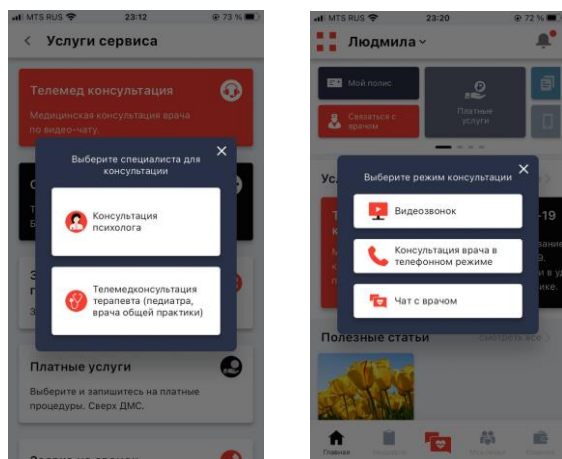 MTS RUS 23:12 73 %
Услуги сервиса
Телемед консультация
Медицинская консультация врача
по видео-чату.
Выберите специалиста для
консультации
Консультация
психолога
Телемедконсультация
терапевта (педиатра,
врача общей практики)
Платные услуги
Выберите и запишитесь на платные
процедуры. Сверх ДМС.
MTS RUS 23:20 72 %
Людмила
Мой полис
Связаться с
врачом
Платные
услуги
Выберите режим консультации
Видеозвонок
Консультация врача в
телефонном режиме
Чат с врачом
Полезные статьи
Смотреть все >
Главная